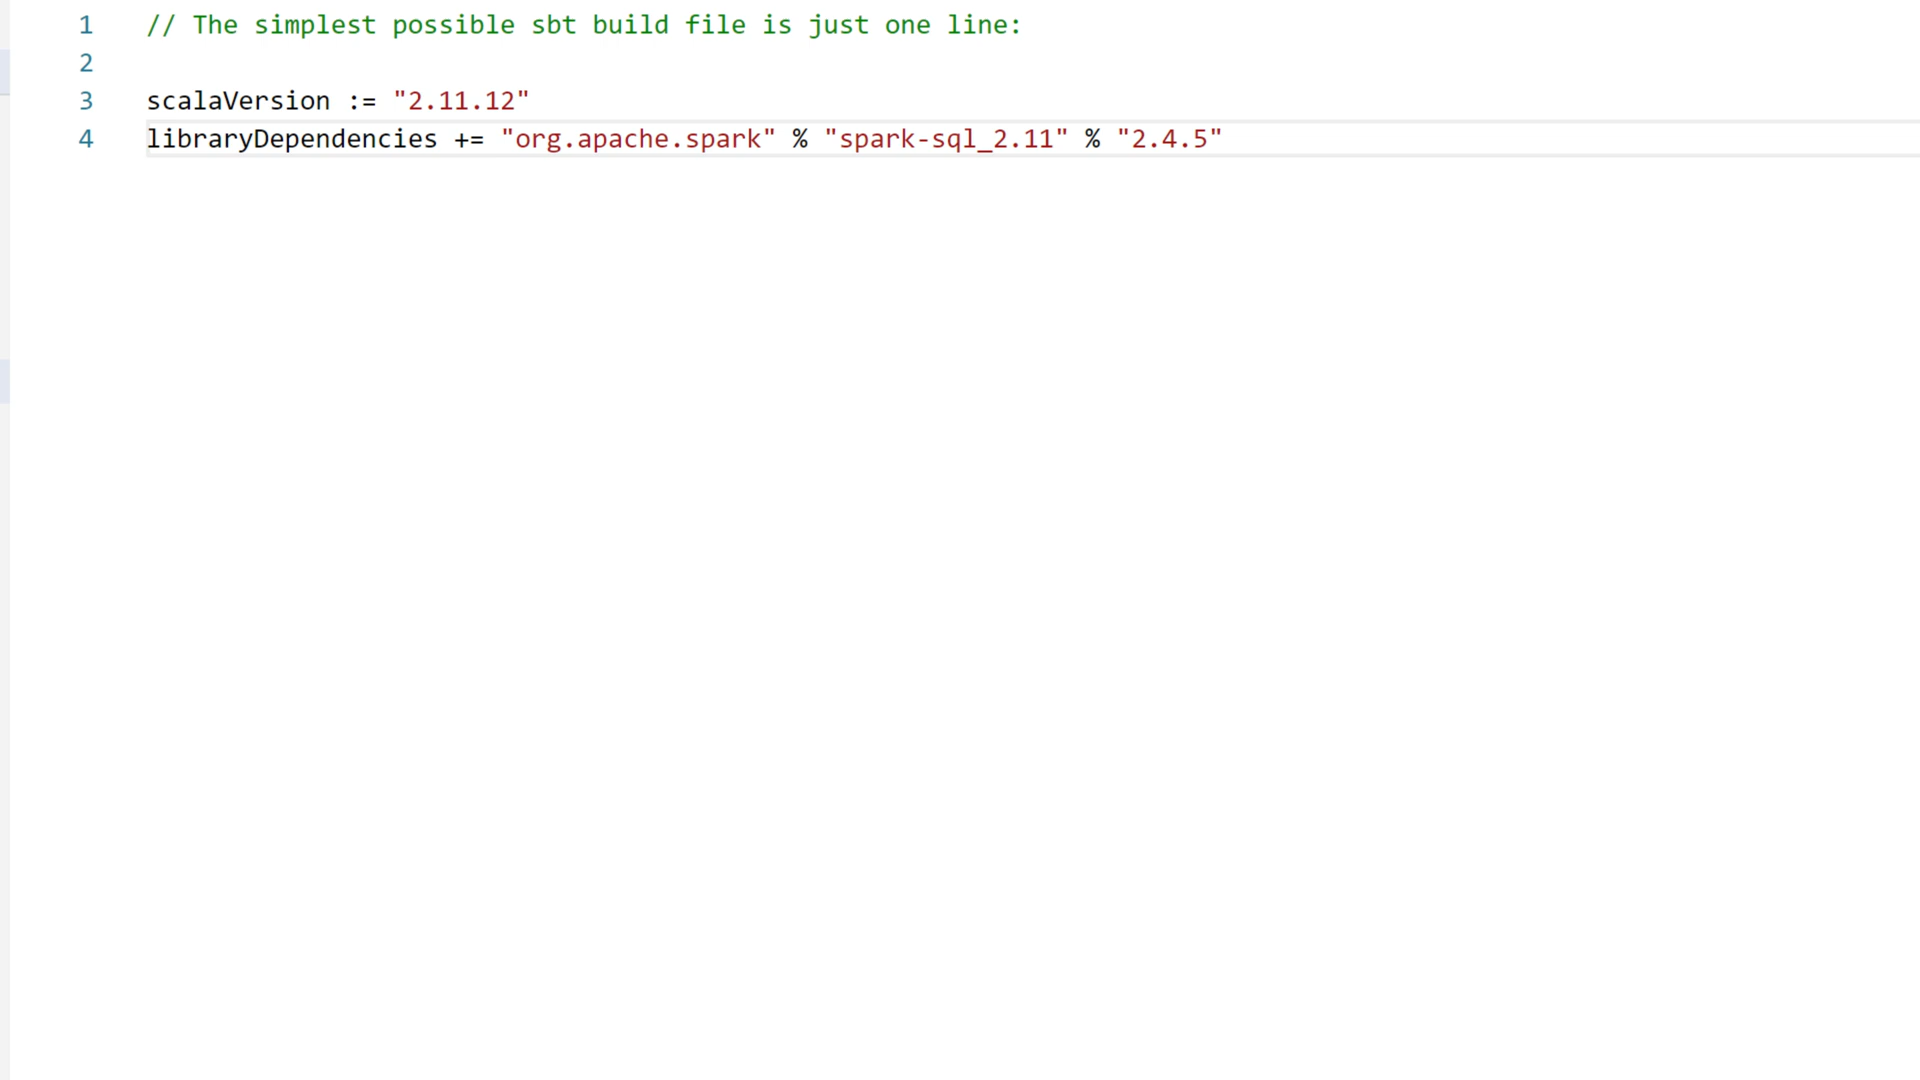 1 // The simplest possible sbt build file is just one line:
2
3 scalaVersion := "2.11.12"
4 libraryDependencies += "org.apache.spark" % "spark-sql_2.11" % "2.4.5"